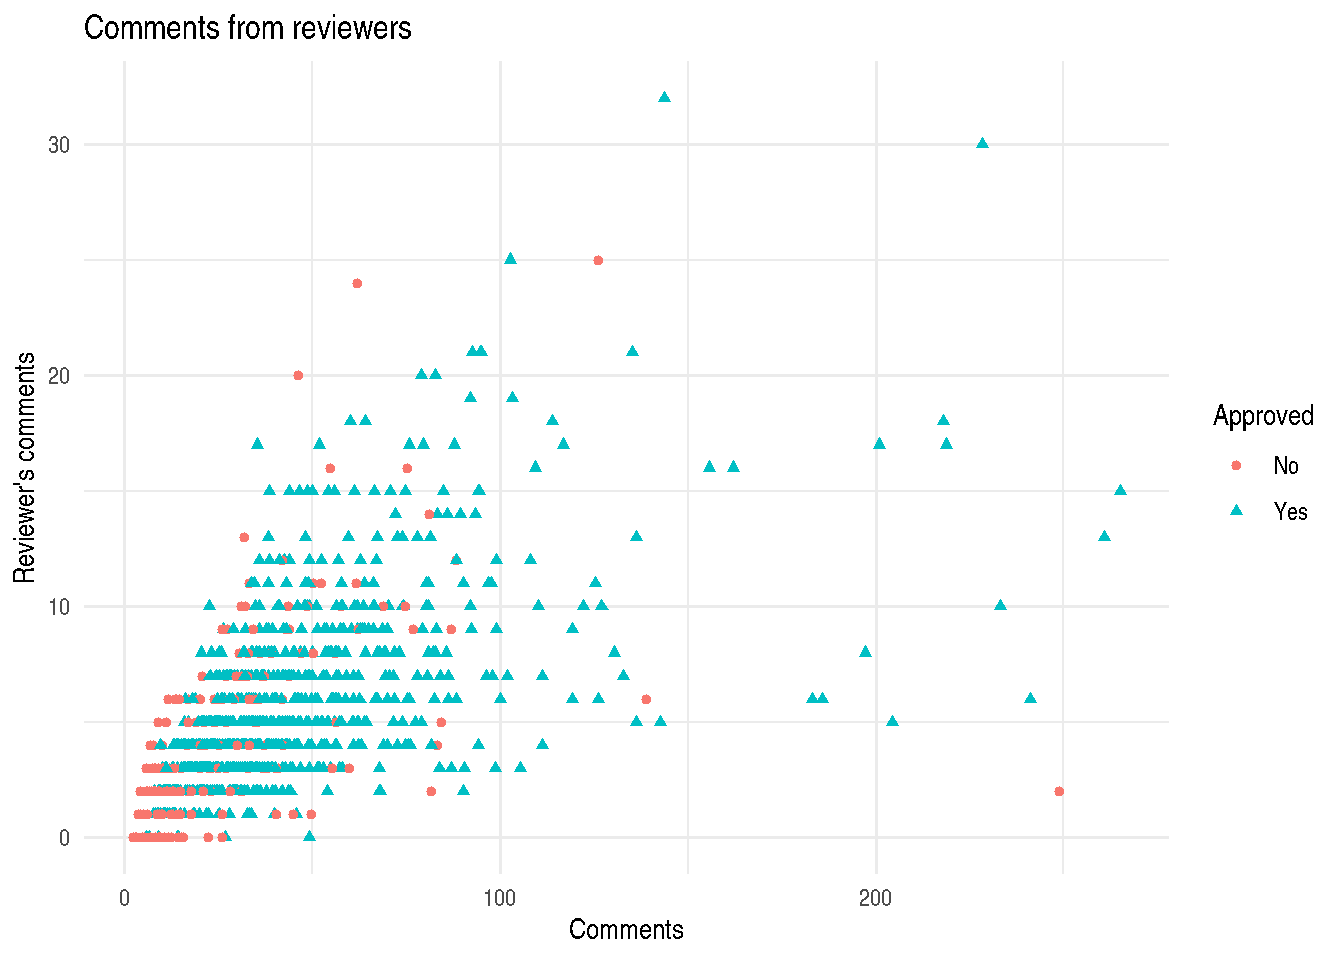 Comments from reviewers
30
20
10
0
Reviewer's comments
0
100
200
Comments
Approved
No
Yes